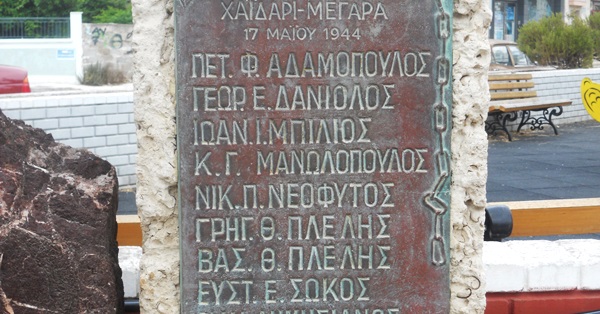 ΧΑΪΔΑΡΙ-ΜΕΓΑΡΑ
17 ΜΑΪΟΥ 1944
ΠΕΤ. Φ. ΑΔΑΜΟΠΟΥΛΟΣ
ΓΕΩΡ. Ε. ΔΑΝΙΟΛΟΣ
ΙΩΑΝ. Ι. ΜΠΙΛΙΟΣ
Κ. Γ. ΜΑΝΩΛΟΠΟΥΛΟΣ
ΝΙΚ. Π. ΝΕΟΦΥΤΟΣ
ΓΡΗΓ. Θ. ΠΛΕΛΗΣ
ΒΑΣ. Θ. ΠΛΕΛΗΣ
ΕΥΣΤ. Ε. ΣΩΚΟΣ